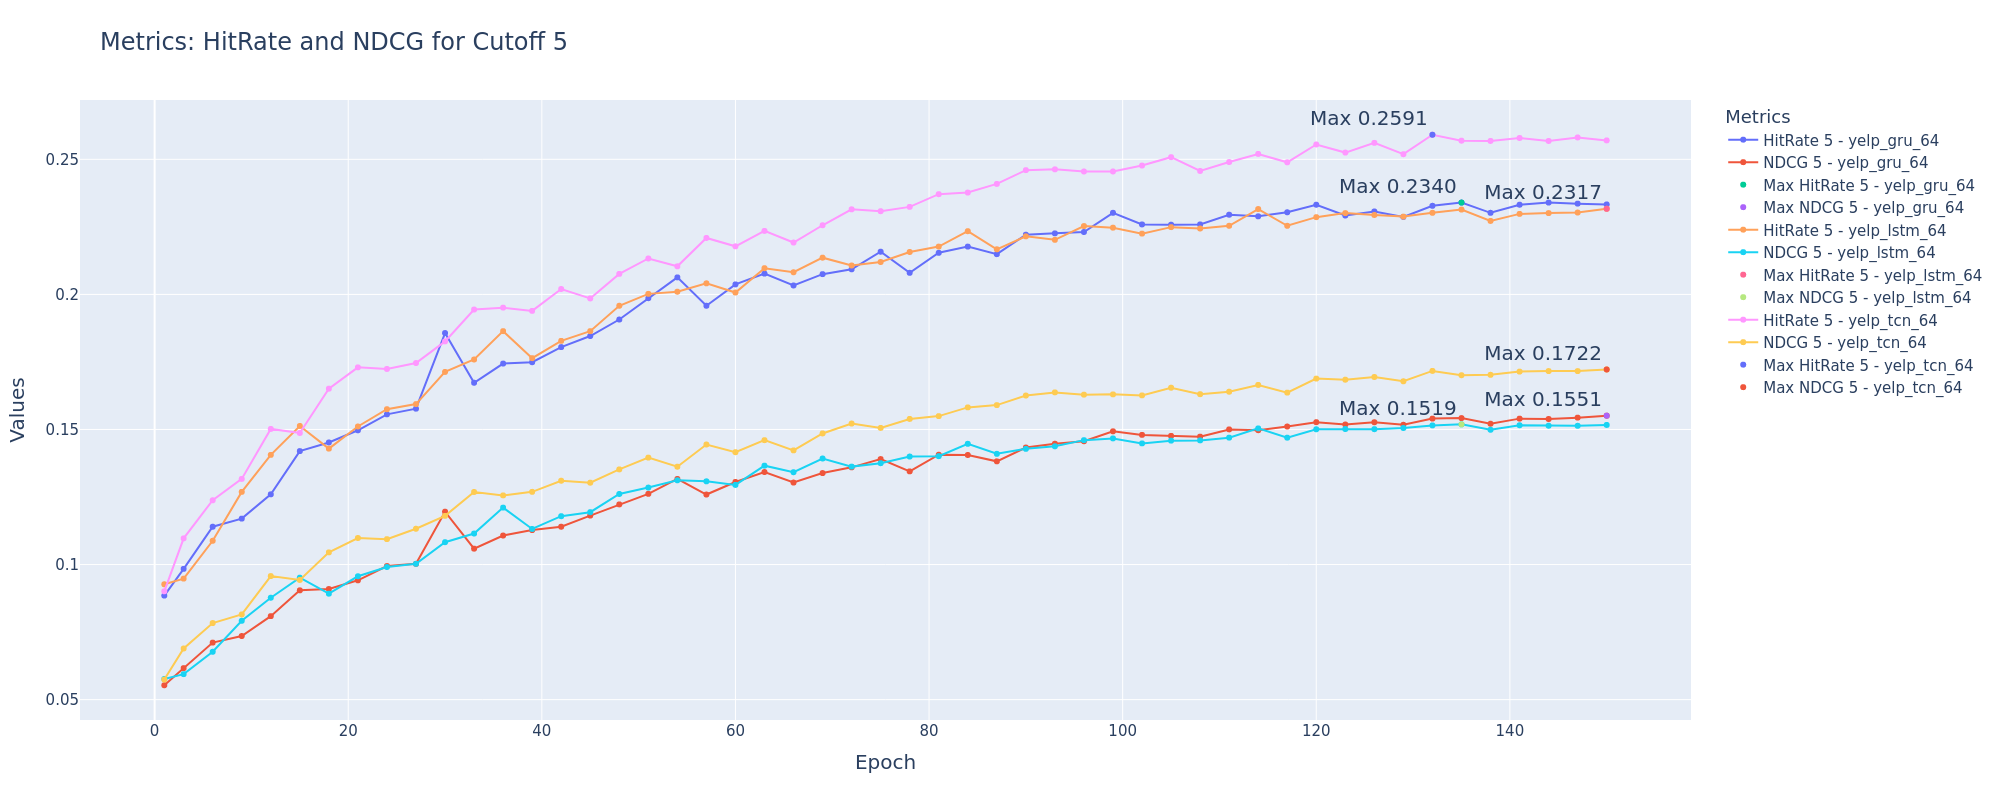 Metrics: HitRate and NDCG for Cutoff 5
Max 0.2591
Max 0.2340
Max 0.2317
Max 0.1722
Max 0.1551
Max 0.1519
0.25
0.2
0.15
0.1
0.05
Values
0 20 40 60 80 100 120 140
Epoch
Metrics
HitRate 5 - yelp_gru_64
NDCG 5 - yelp_gru_64
Max HitRate 5 - yelp_gru_64
Max NDCG 5 - yelp_gru_64
HitRate 5 - yelp_lstm_64
NDCG 5 - yelp_lstm_64
Max HitRate 5 - yelp_lstm_64
Max NDCG 5 - yelp_lstm_64
HitRate 5 - yelp_tcn_64
NDCG 5 - yelp_tcn_64
Max HitRate 5 - yelp_tcn_64
Max NDCG 5 - yelp_tcn_64